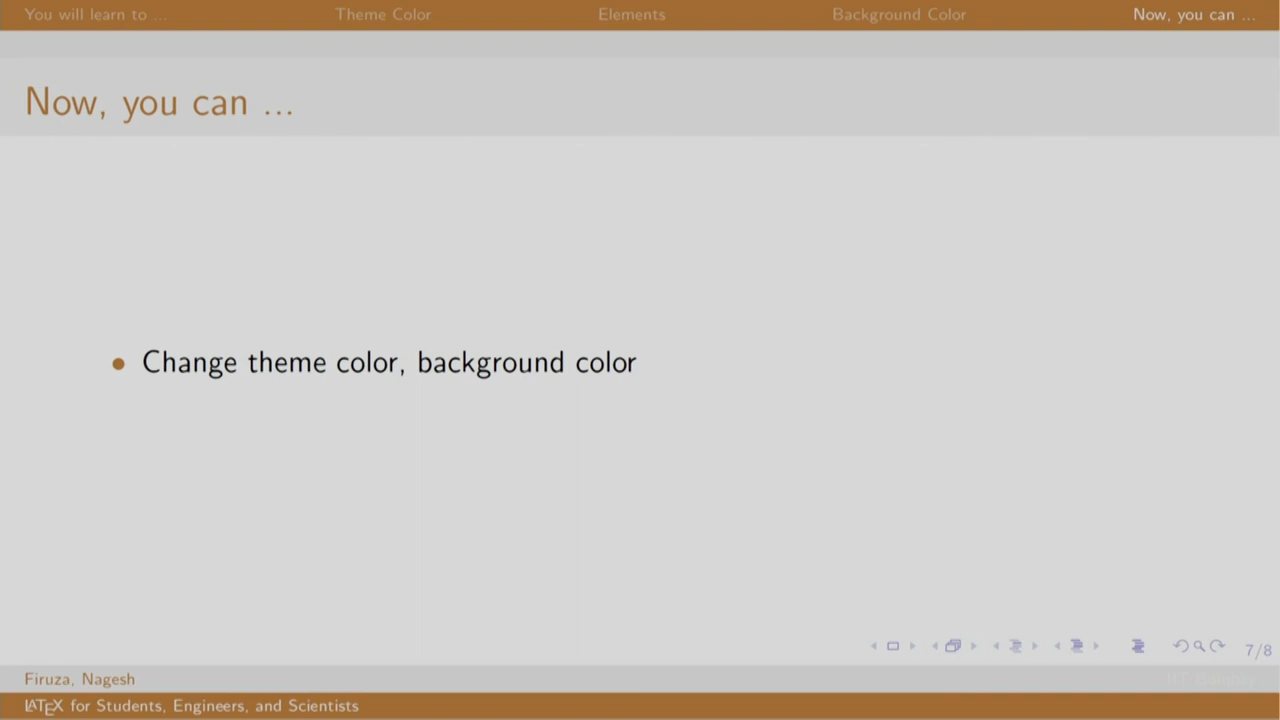 You will learn to ... Theme Color Elements Background Color Now, you can ...
Now, you can ...
• Change theme color, background color
7/8
Firuza, Nagesh
LATEX for Students, Engineers, and Scientists